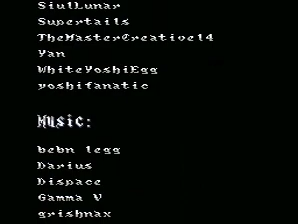 SiulLunar
Supertails
TheMasterCreative14
Yan
WhiteYoshiEgg
yoshifanatic
Music:
bebn legg
Darius
Dispace
Gamma V
grishnax